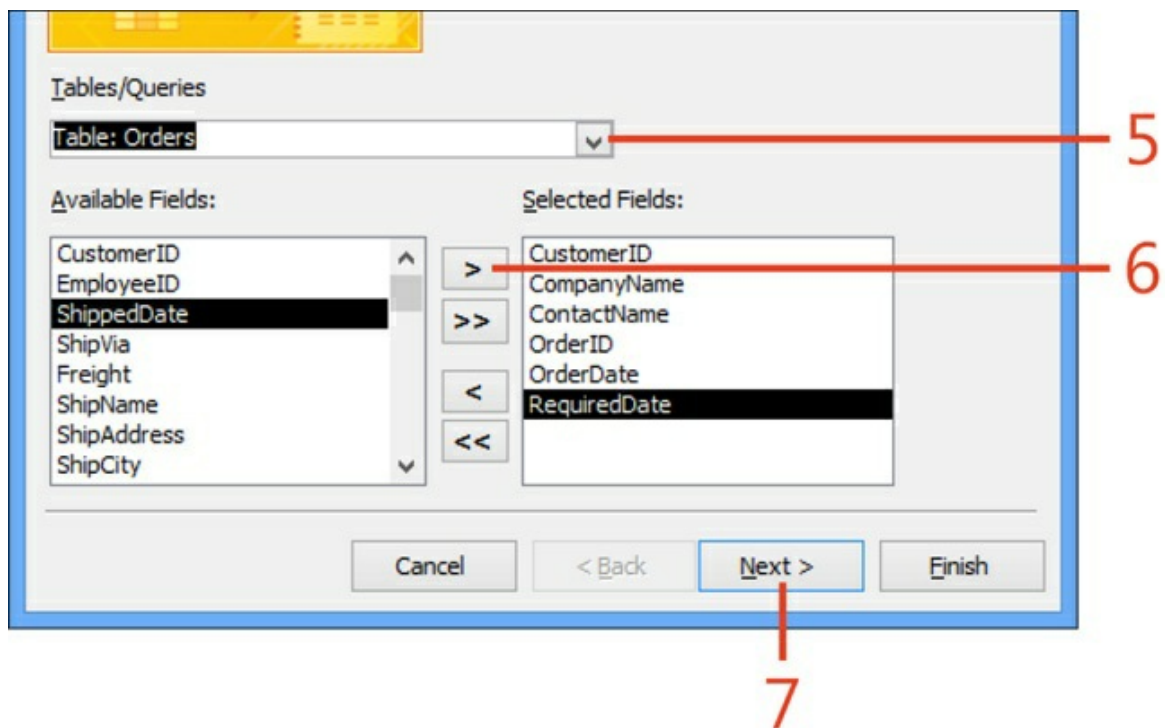 Tables/Queries
Table: Orders
5
Available Fields:
Selected Fields:
CustomerID
EmployeeID
ShippedDate
ShipVia
Freight
ShipName
ShipAddress
ShipCity
>
>>
<
<<
CustomerID
CompanyName
ContactName
OrderID
OrderDate
RequiredDate
6
Cancel
< Back
Next >
Finish
7